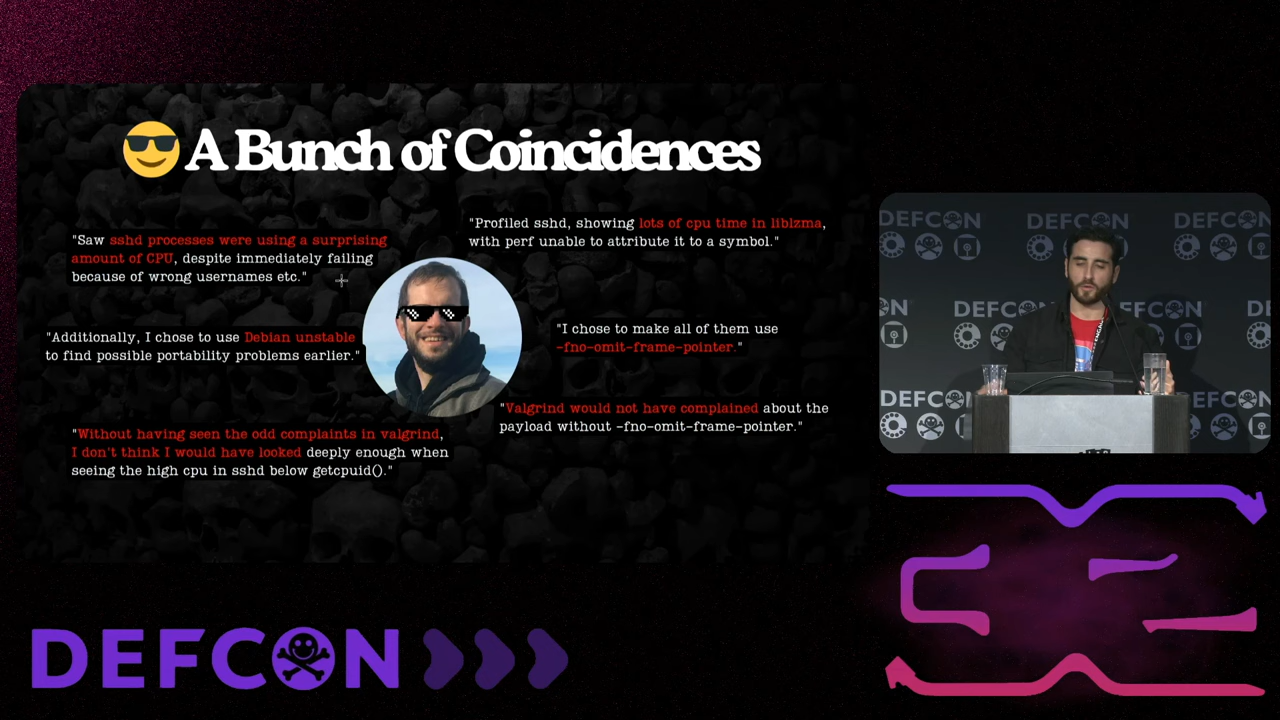 😎 A Bunch of Coincidences
"Saw sshd processes were using a surprising
amount of CPU, despite immediately failing
because of wrong usernames etc."
"Profiled sshd, showing lots of cpu time in liblzma,
with perf unable to attribute it to a symbol."
"Additionally, I chose to use Debian unstable
to find possible portability problems earlier."
"I chose to make all of them use
-fno-omit-frame-pointer."
"Valgrind would not have complained about the
payload without -fno-omit-frame-pointer."
"Without having seen the odd complaints in valgrind,
I don't think I would have looked deeply enough when
seeing the high cpu in sshd below getcpuid()."
DEFCON
DEFCON
DEFCON
DEFCON
DEFCON
DEFCON